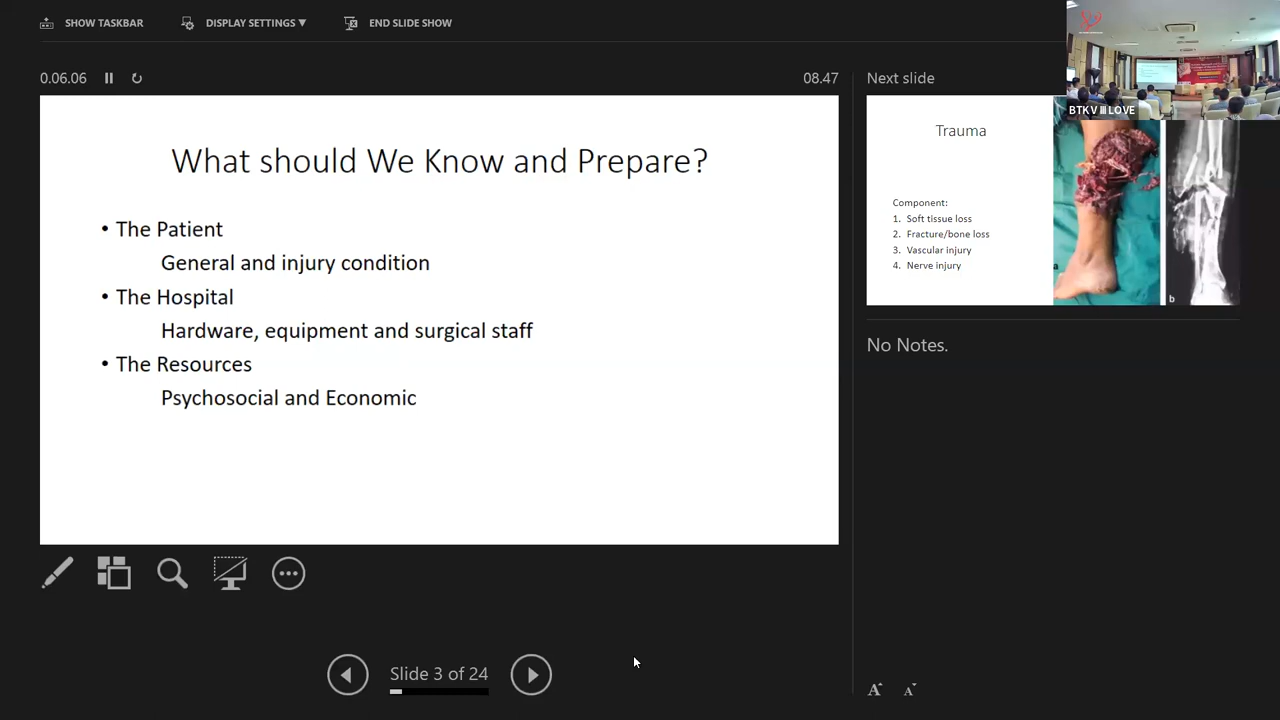 SHOW TASKBAR
DISPLAY SETTINGS ▼
END SLIDE SHOW
0.06.06
08.47
Next slide
BTKV III LOVE
What should We Know and Prepare?
• The Patient
General and injury condition
• The Hospital
Hardware, equipment and surgical staff
• The Resources
Psychosocial and Economic
Trauma
Component:
1. Soft tissue loss
2. Fracture/bone loss
3. Vascular injury
4. Nerve injury
a
b
No Notes.
Slide 3 of 24
A
A